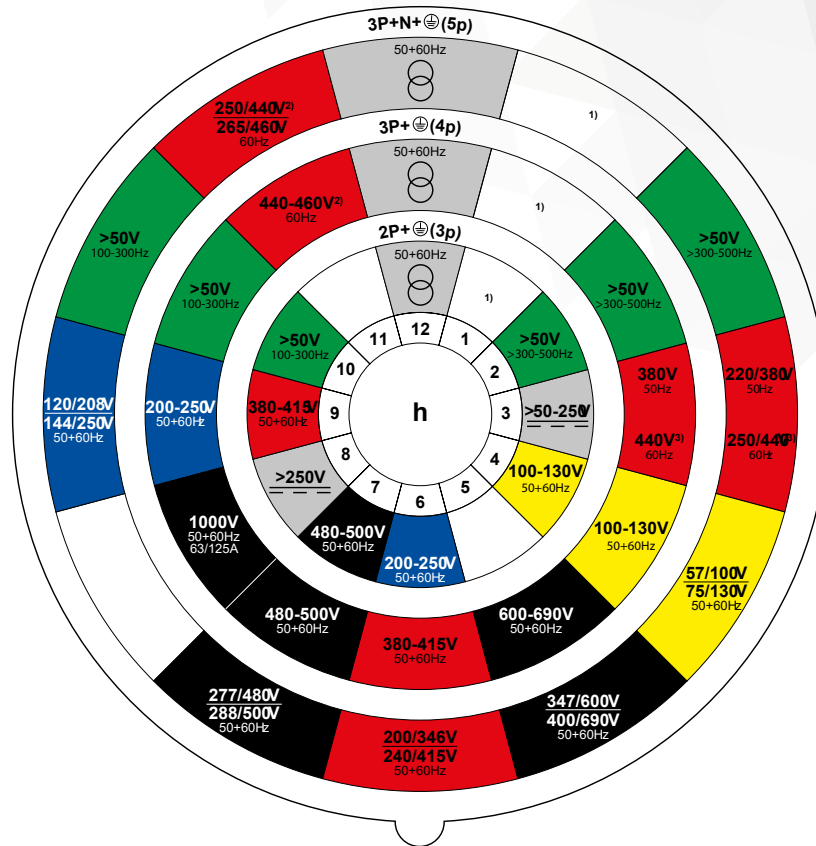 3P+N+⏚(5p)
50+60Hz
1)
>50V
>300-500Hz
220/380V
50Hz
250/440V³⁾
60Hz
57/100V
75/130V
50+60Hz
347/600V
400/690V
50+60Hz
200/346V
240/415V
50+60Hz
277/480V
288/500V
50+60Hz
120/208V
144/250V
50+60Hz
>50V
100-300Hz
250/440V²⁾
265/460V
60Hz
3P+⏚(4p)
50+60Hz
1)
>50V
>300-500Hz
380V
50Hz
440V³⁾
60Hz
100-130V
50+60Hz
600-690V
50+60Hz
380-415V
50+60Hz
480-500V
50+60Hz
1000V
50+60Hz
63/125A
200-250V
50+60Hz
>50V
100-300Hz
440-460V²⁾
60Hz
2P+⏚(3p)
50+60Hz
1)
>50V
>300-500Hz
>50-250V
100-130V
50+60Hz
200-250V
50+60Hz
480-500V
50+60Hz
>250V
380-415V
50+60Hz
>50V
100-300Hz
12
1
2
3
4
5
6
7
8
9
10
11
h